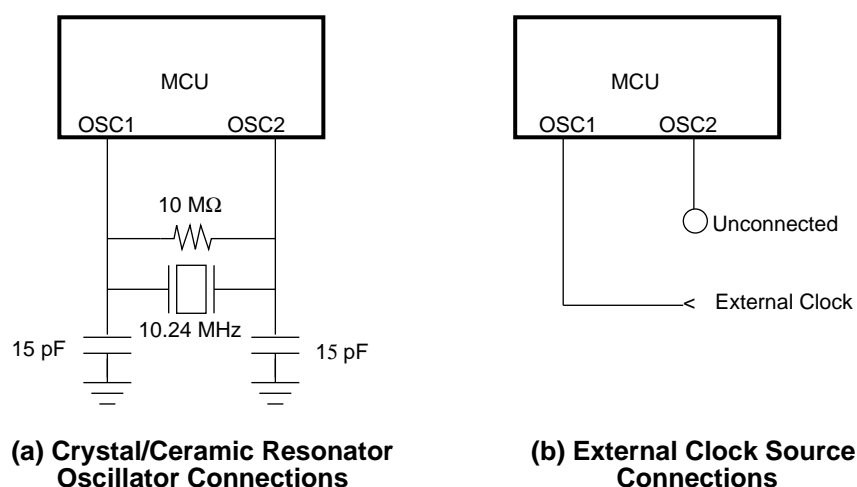 MCU
OSC1 OSC2
10 MΩ
10.24 MHz
15 pF 15 pF
(a) Crystal/Ceramic Resonator
Oscillator Connections
MCU
OSC1 OSC2
Unconnected
External Clock
(b) External Clock Source
Connections